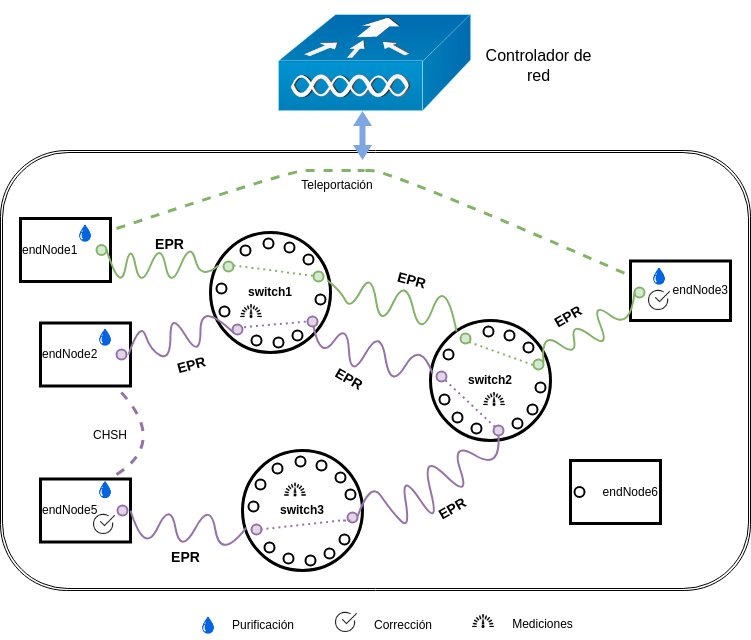 Controlador de
red
Teleportación
endNode1
EPR
switch1
EPR
endNode3
EPR
endNode2
EPR
EPR
switch2
CHSH
endNode5
EPR
switch3
EPR
endNode6
Purificación
Corrección
Mediciones